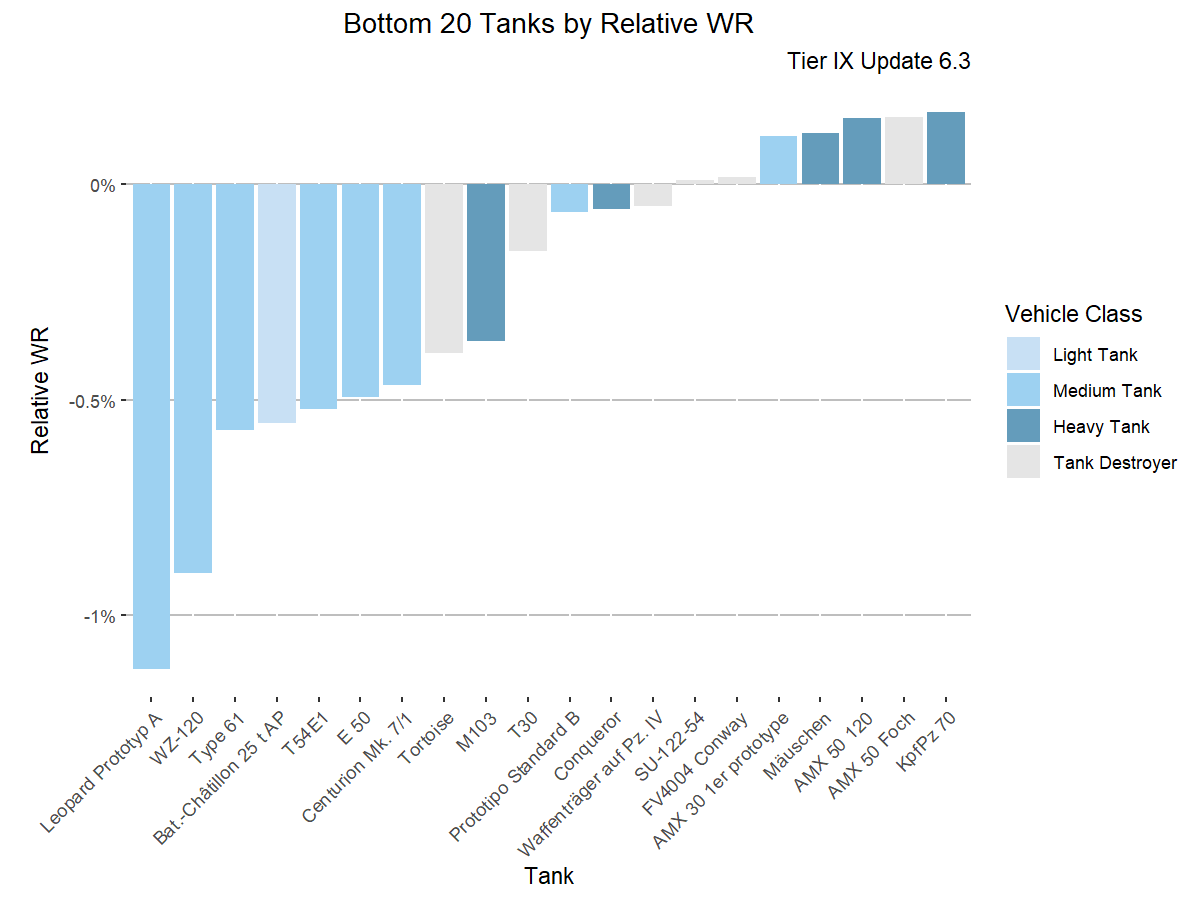 Bottom 20 Tanks by Relative WR
Tier IX Update 6.3
Relative WR
0%
-0.5%
-1%
Leopard Prototyp A
WZ-120
Type 61
Bat.-Châtillon 25 t AP
T54E1
E 50
Centurion Mk. 7/1
Tortoise
M103
T30
Prototipo Standard B
Conqueror
Waffenträger auf Pz. IV
SU-122-54
FV4004 Conway
AMX 30 1er prototype
Mäuschen
AMX 50 120
AMX 50 Foch
KpfPz 70
Tank
Vehicle Class
Light Tank
Medium Tank
Heavy Tank
Tank Destroyer